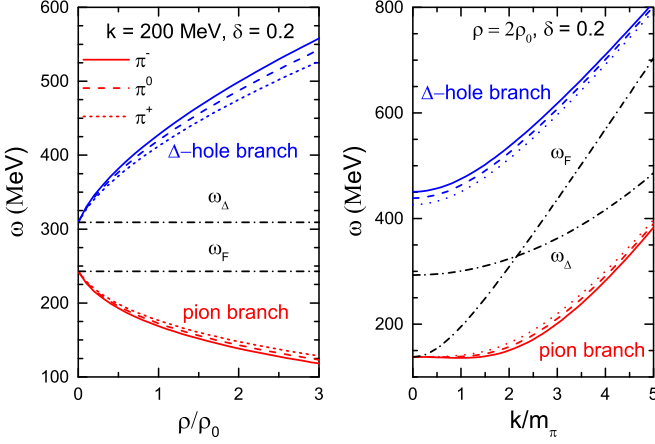 k = 200 MeV, δ = 0.2
π⁻
π⁰
π⁺
Δ−hole branch
ω_Δ
ω_F
pion branch
ω (MeV)
600
500
400
300
200
100
0
1
2
3
ρ/ρ₀
ρ = 2ρ₀, δ = 0.2
Δ−hole branch
ω_F
ω_Δ
pion branch
ω (MeV)
800
600
400
200
0
1
2
3
4
5
k/m_π